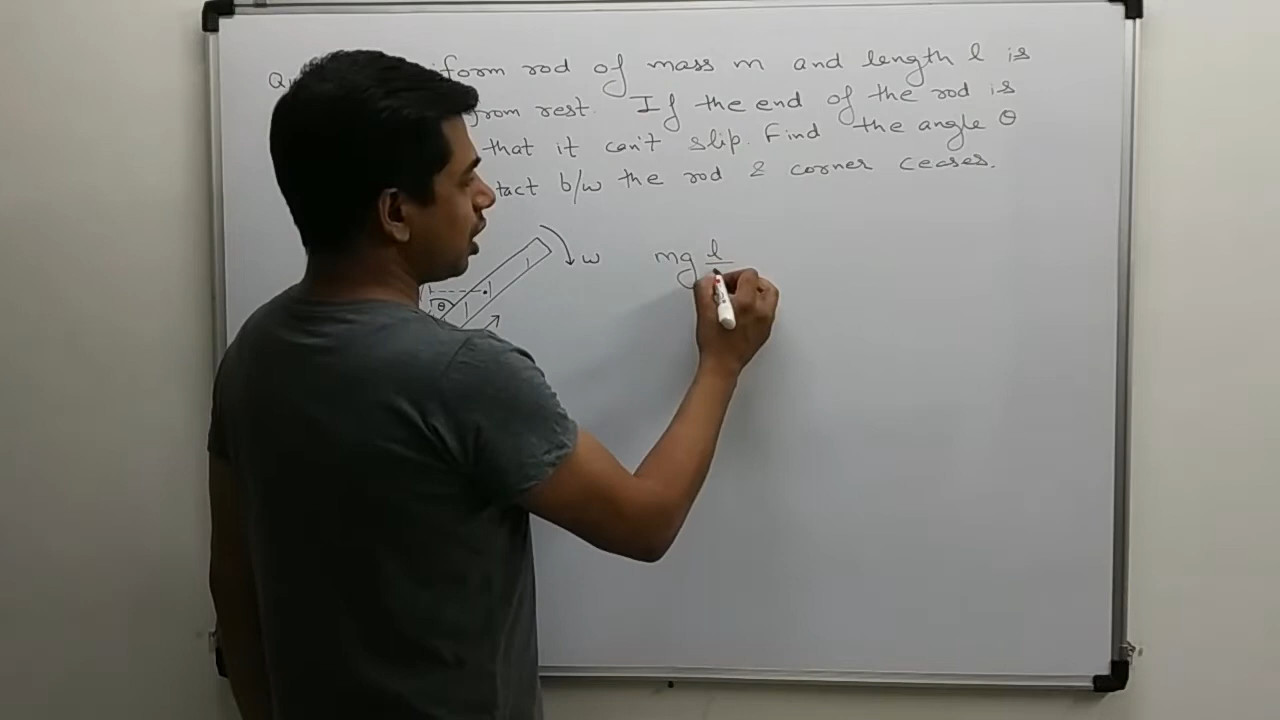 iform rod of mass m and length l is
from rest. If the end of the rod is
that it can't slip. Find the angle θ
tact b/w the rod & corner ceases.
ω
mg l
θ